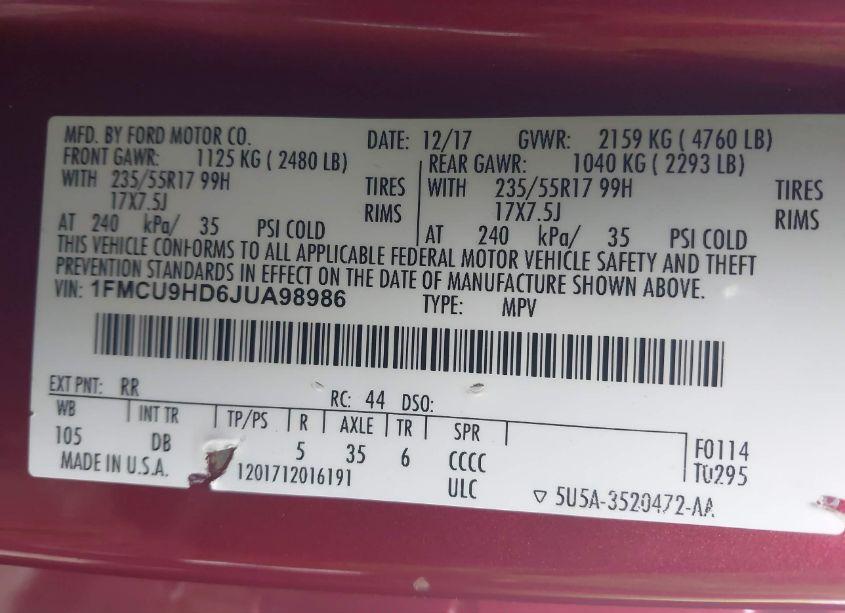 MFD. BY FORD MOTOR CO. DATE: 12/17 GVWR: 2159 KG ( 4760 LB)
FRONT GAWR: 1125 KG ( 2480 LB) REAR GAWR: 1040 KG ( 2293 LB)
WITH 235/55R17 99H TIRES WITH 235/55R17 99H TIRES
17X7.5J RIMS 17X7.5J RIMS
AT 240 kPa/ 35 PSI COLD AT 240 kPa/ 35 PSI COLD
THIS VEHICLE CONFORMS TO ALL APPLICABLE FEDERAL MOTOR VEHICLE SAFETY AND THEFT
PREVENTION STANDARDS IN EFFECT ON THE DATE OF MANUFACTURE SHOWN ABOVE.
VIN: 1FMCU9HD6JUA98986 TYPE: MPV
EXT PNT: RR RC: 44 DSO:
WB INT TR TP/PS R AXLE TR SPR
105 DB 5 35 6 CCCC F0114
MADE IN U.S.A. 1201712016191 ULC T0295
▽ 5U5A-3520472-AA